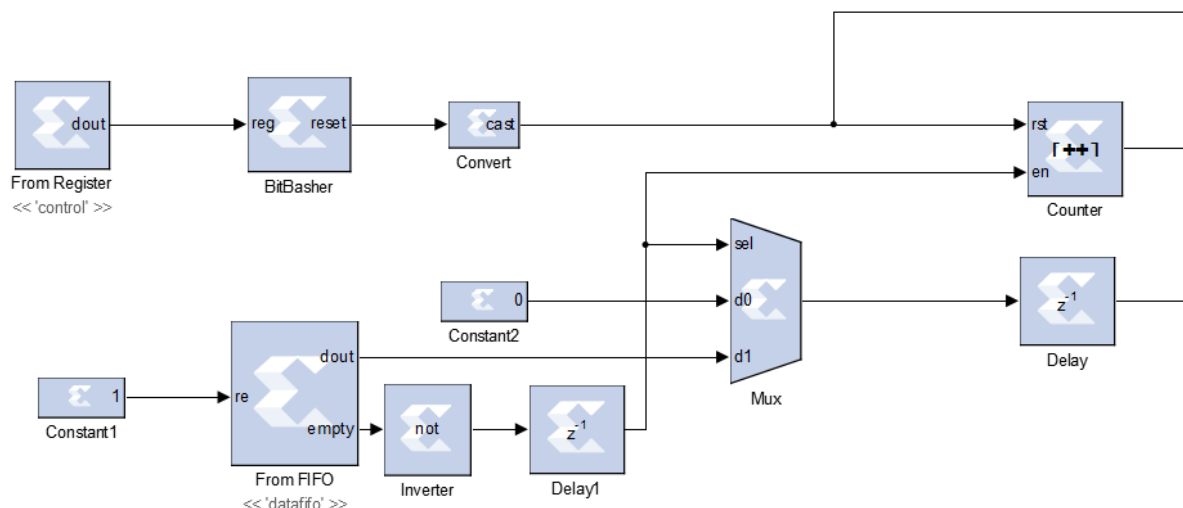 dout
From Register
<< 'control' >>
reg
reset
BitBasher
cast
Convert
rst
[++]
en
Counter
sel
d0
d1
Mux
0
Constant2
z-1
Delay
1
Constant1
re
dout
empty
From FIFO
<< 'datafifo' >>
not
Inverter
z-1
Delay1